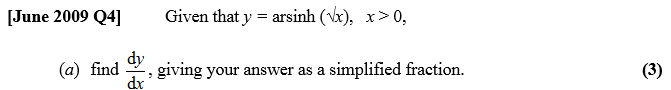 [June 2009 Q4] Given that y = arsinh (√x), x > 0,
(a) find dy/dx, giving your answer as a simplified fraction. (3)